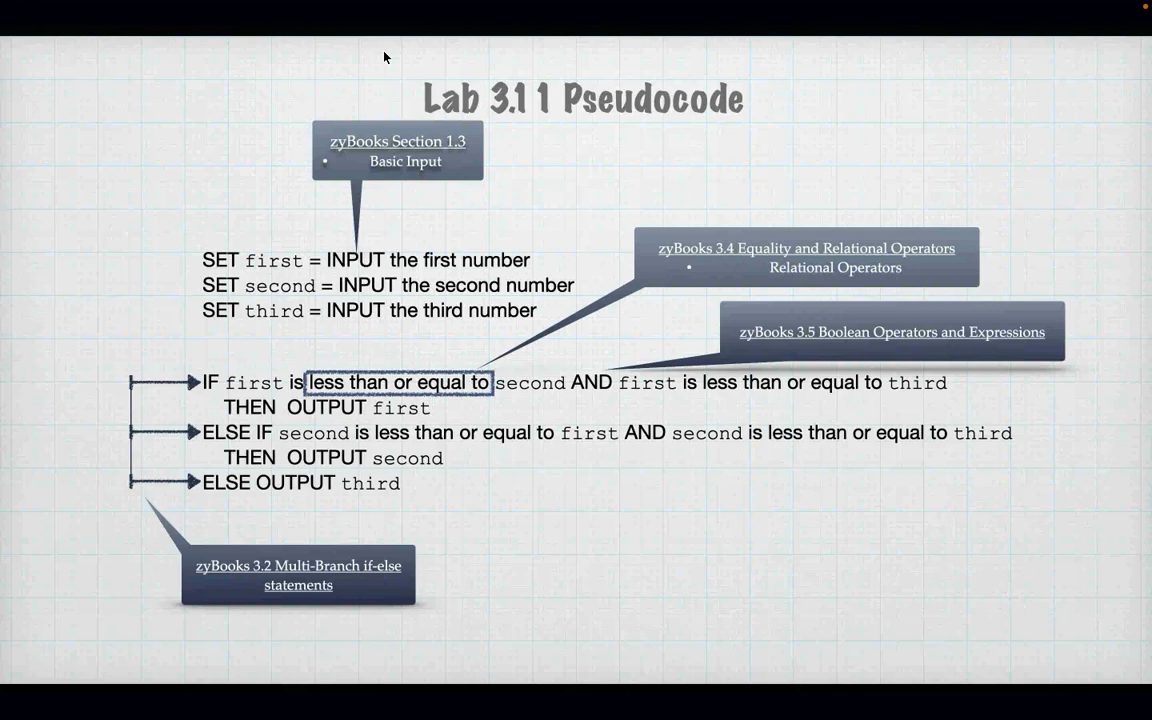 Lab 3.11 Pseudocode
zyBooks Section 1.3
• Basic Input
zyBooks 3.4 Equality and Relational Operators
• Relational Operators
SET first = INPUT the first number
SET second = INPUT the second number
SET third = INPUT the third number
zyBooks 3.5 Boolean Operators and Expressions
IF first is less than or equal to second AND first is less than or equal to third
THEN OUTPUT first
ELSE IF second is less than or equal to first AND second is less than or equal to third
THEN OUTPUT second
ELSE OUTPUT third
zyBooks 3.2 Multi-Branch if-else
statements